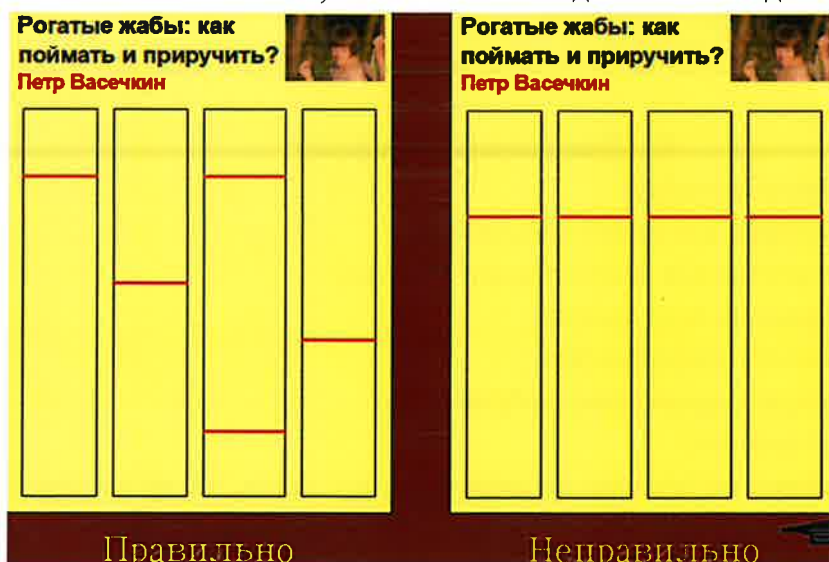 Рогатые жабы: как
поймать и приручить?
Петр Васечкин
Правильно
Рогатые жабы: как
поймать и приручить?
Петр Васечкин
Неправильно